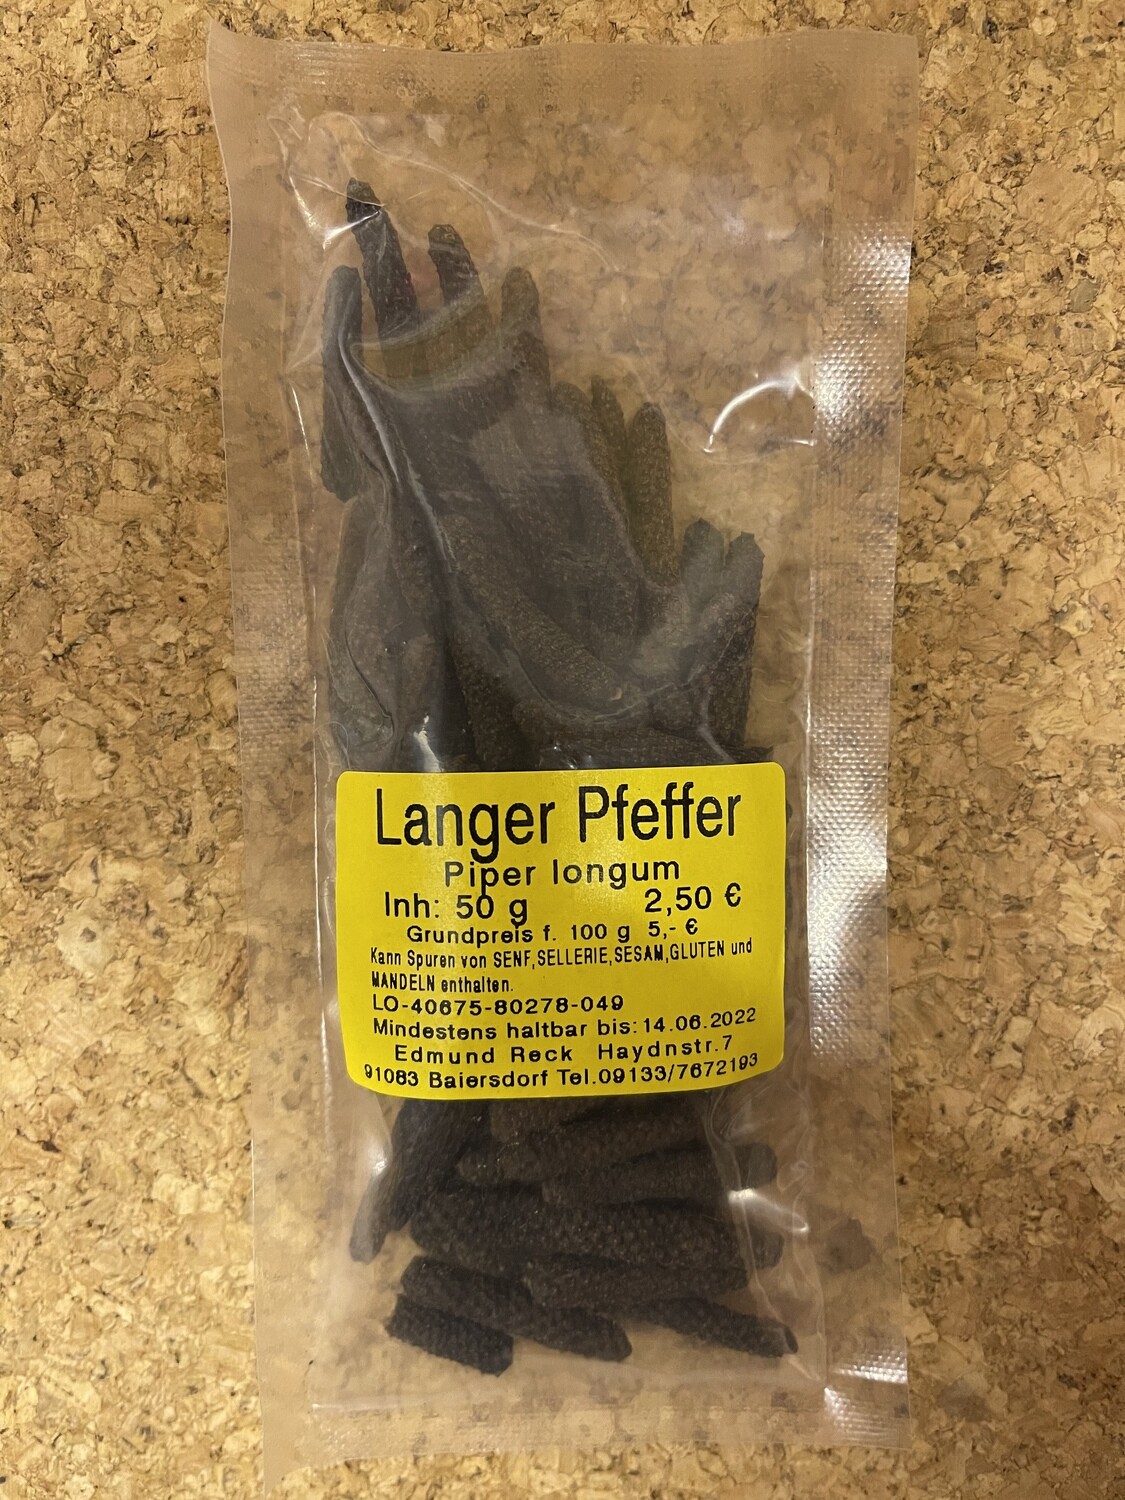 Langer Pfeffer
Piper longum
Inh: 50 g 2,50 €
Grundpreis f. 100 g 5,- €
Kann Spuren von SENF,SELLERIE,SESAM,GLUTEN und
MANDELN enthalten.
LO-40675-80278-049
Mindestens haltbar bis:14.06.2022
Edmund Reck Haydnstr.7
91083 Baiersdorf Tel.09133/7672193